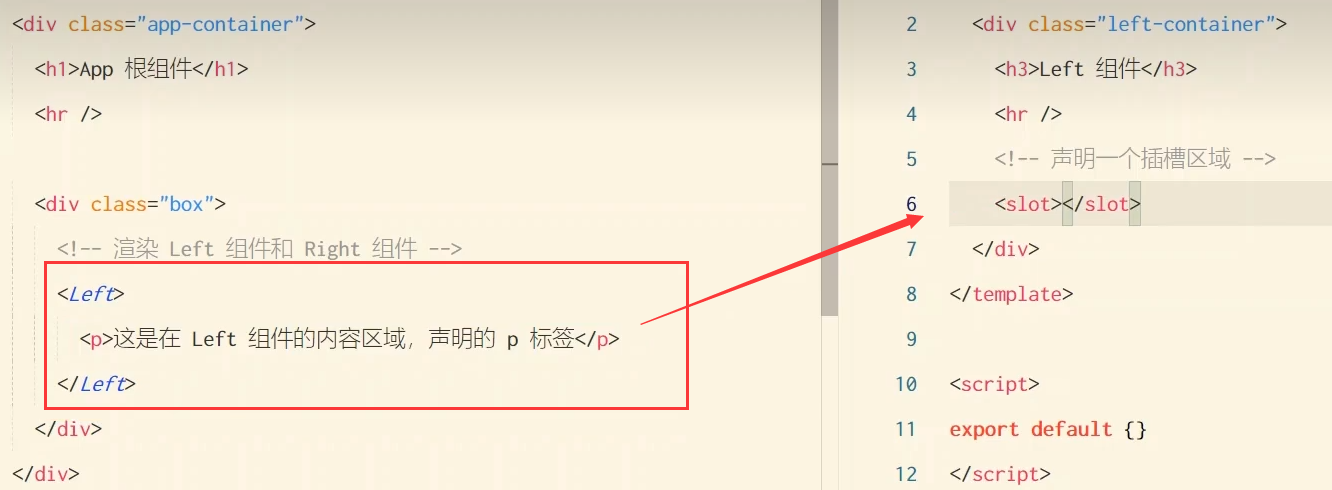 <div class="app-container">
<h1>App 根组件</h1>
<hr />
<div class="box">
<!-- 渲染 Left 组件和 Right 组件 -->
<Left>
<p>这是在 Left 组件的内容区域，声明的 p 标签</p>
</Left>
</div>
</div>
2 <div class="left-container">
3 <h3>Left 组件</h3>
4 <hr />
5 <!-- 声明一个插槽区域 -->
6 <slot></slot>
7 </div>
8 </template>
9
10 <script>
11 export default {}
12 </script>